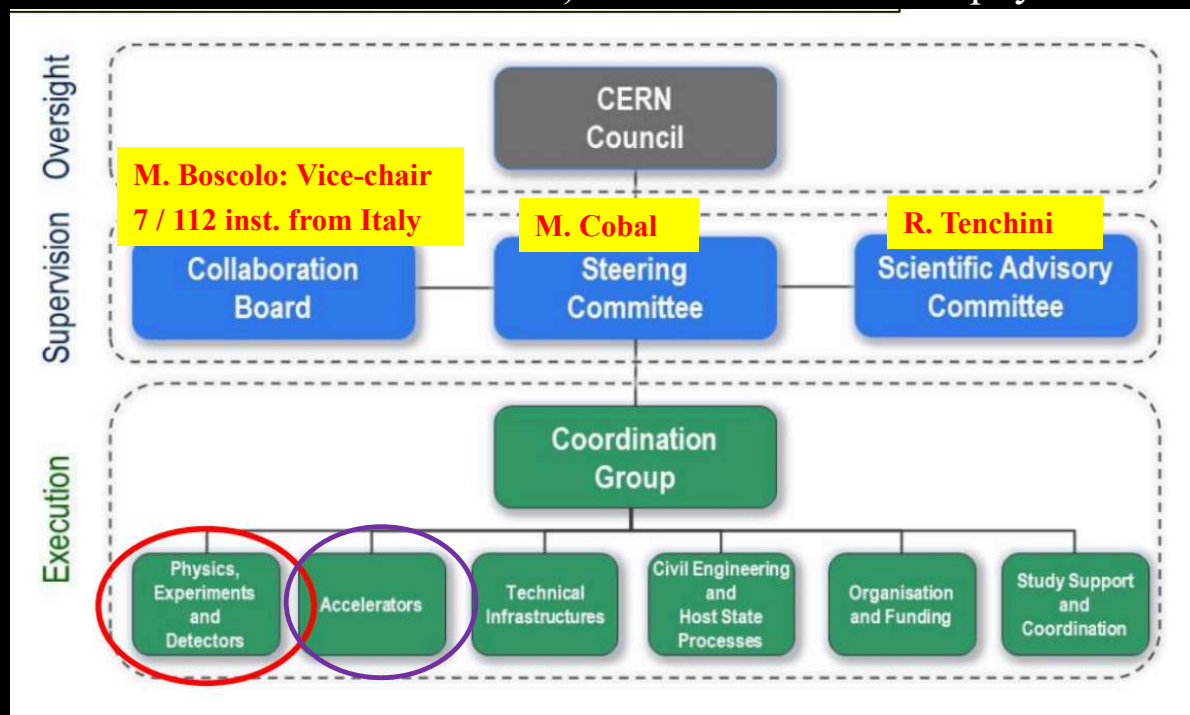 Oversight
CERN
Council
M. Boscolo: Vice-chair
7 / 112 inst. from Italy
M. Cobal
R. Tenchini
Supervision
Collaboration
Board
Steering
Committee
Scientific Advisory
Committee
Execution
Coordination
Group
Physics,
Experiments
and
Detectors
Accelerators
Technical
Infrastructures
Civil Engineering
and
Host State
Processes
Organisation
and Funding
Study Support
and
Coordination